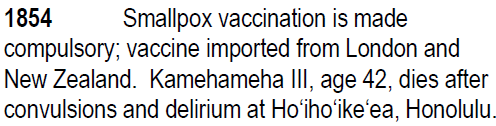 1854 Smallpox vaccination is made
compulsory; vaccine imported from London and
New Zealand.  Kamehameha III, age 42, dies after
convulsions and delirium at Hoʻihoʻikeʻea, Honolulu.